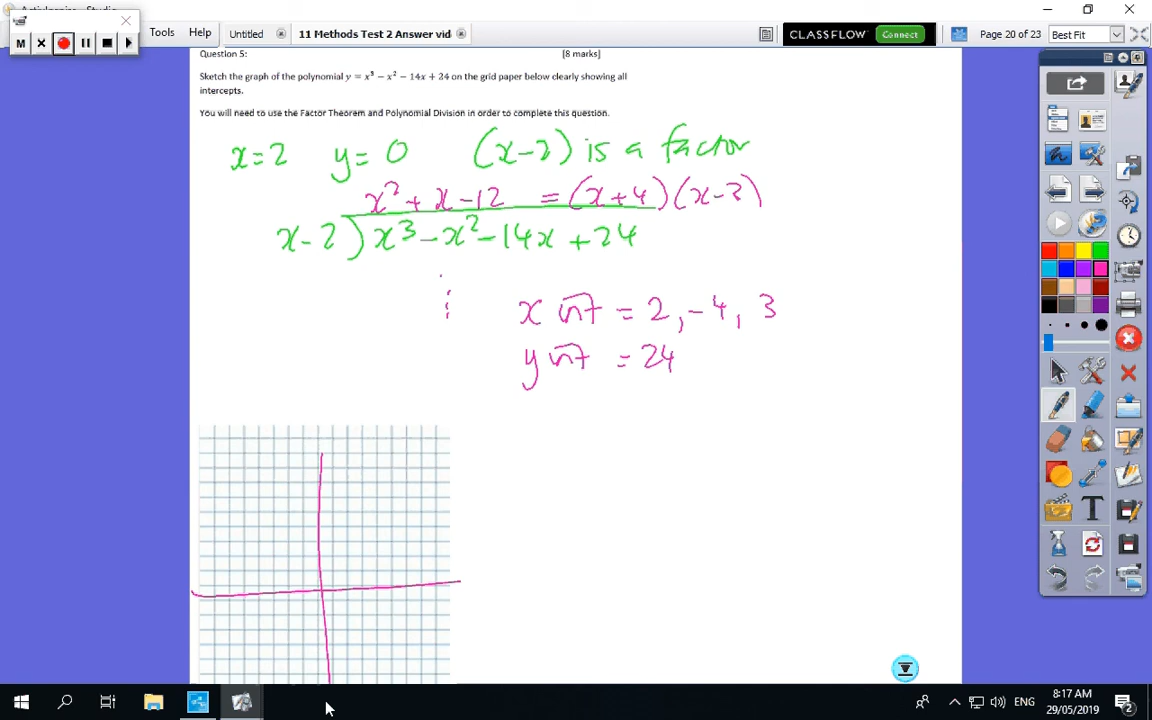 Tools Help Untitled 11 Methods Test 2 Answer vid CLASSFLOW Connect Page 20 of 23 Best Fit
M
Question 5: [8 marks]
Sketch the graph of the polynomial y = x³ − x² − 14x + 24 on the grid paper below clearly showing all
intercepts.
You will need to use the Factor Theorem and Polynomial Division in order to complete this question.
x=2 y=0 (x-2) is a factor
x² + x -12 = (x+4)(x-3)
x-2 ) x³ -x² -14x +24
x int = 2, -4, 3
y int = 24
ENG
8:17 AM
29/05/2019
2